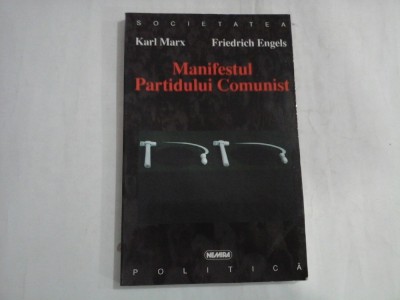 SOCIETATEA
Karl Marx Friedrich Engels
Manifestul
Partidului Comunist
NEMIRA
POLITICĂ